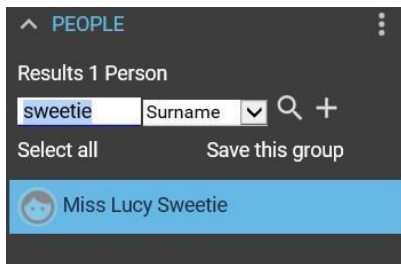 PEOPLE
Results 1 Person
sweetie Surname
Select all Save this group
Miss Lucy Sweetie